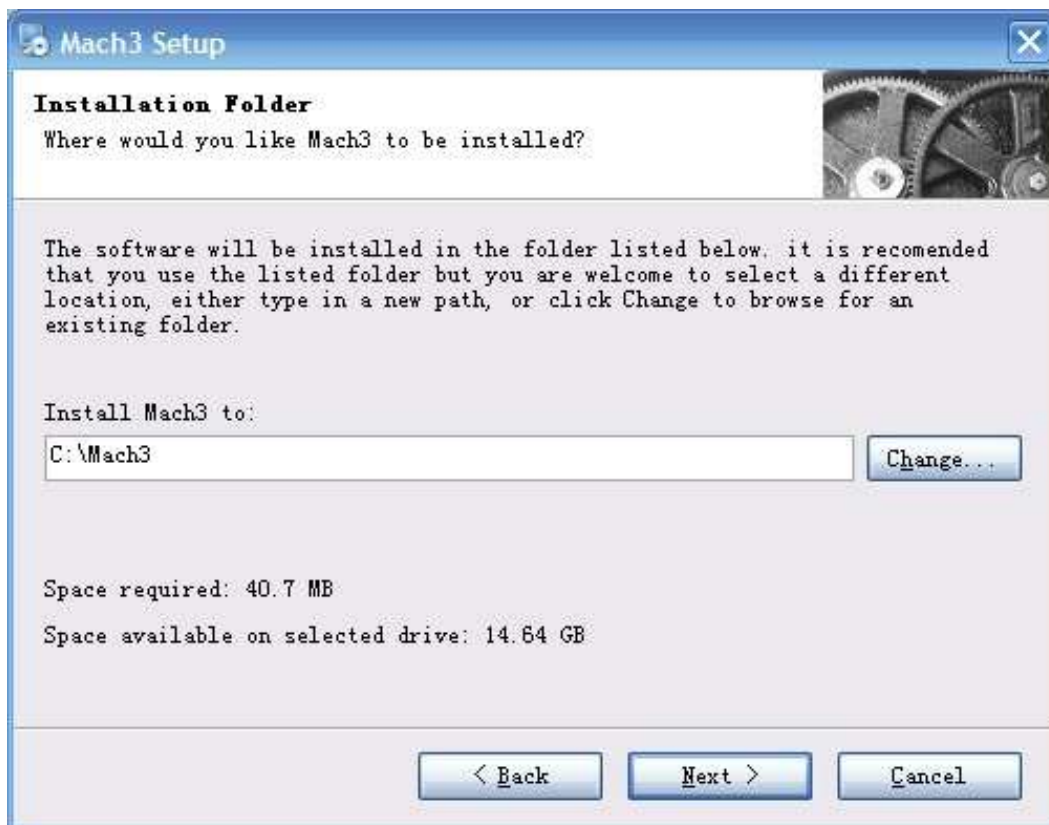 Mach3 Setup
Installation Folder
Where would you like Mach3 to be installed?
The software will be installed in the folder listed below. it is recomended
that you use the listed folder but you are welcome to select a different
location, either type in a new path, or click Change to browse for an
existing folder.
Install Mach3 to:
C:\Mach3
Change...
Space required: 40.7 MB
Space available on selected drive: 14.64 GB
< Back
Next >
Cancel